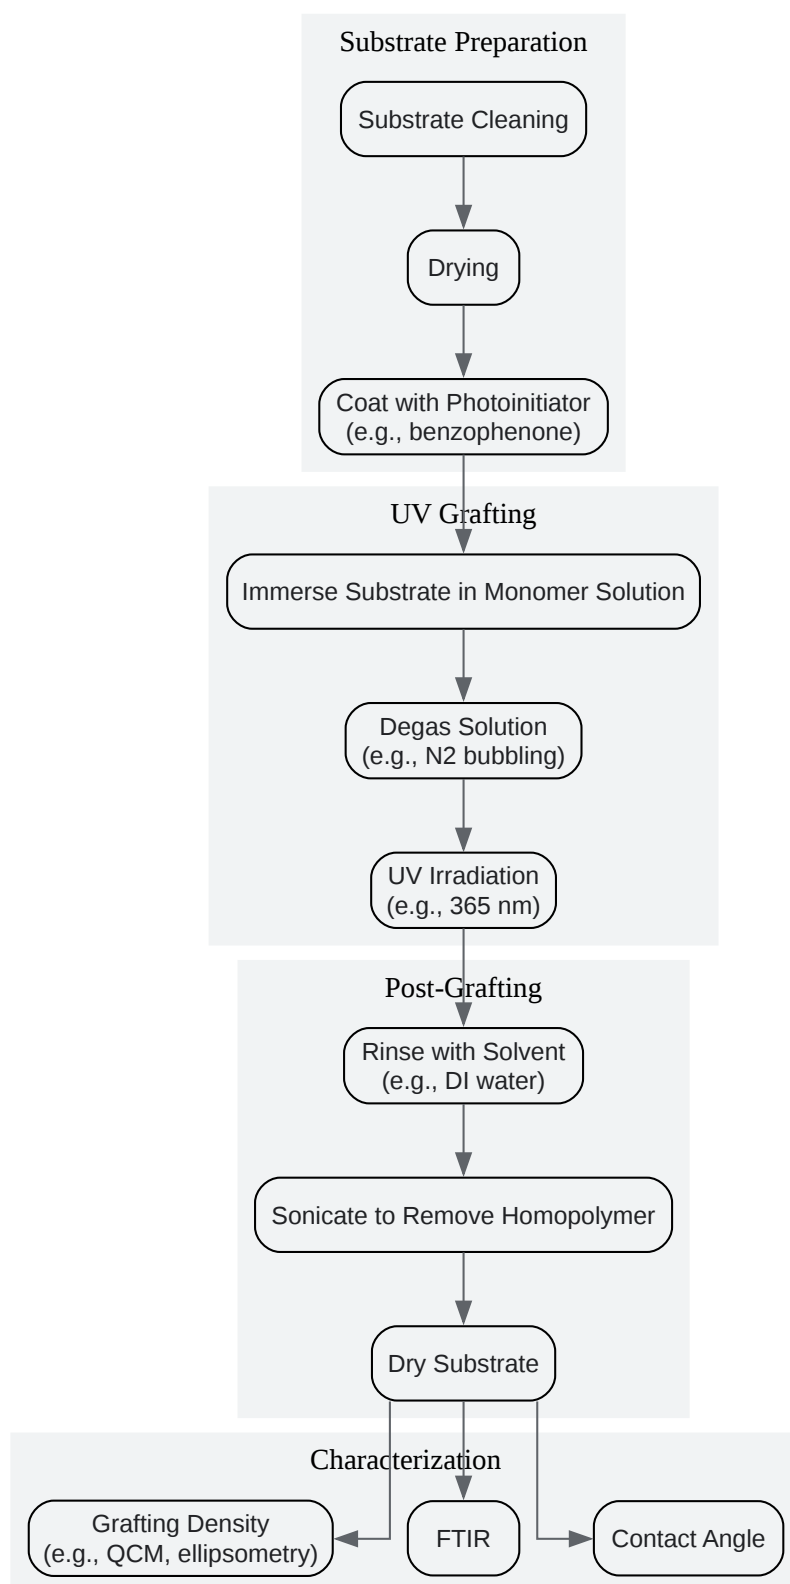 Substrate Preparation
Substrate Cleaning
Drying
Coat with Photoinitiator
(e.g., benzophenone)
UV Grafting
Immerse Substrate in Monomer Solution
Degas Solution
(e.g., N2 bubbling)
UV Irradiation
(e.g., 365 nm)
Post-Grafting
Rinse with Solvent
(e.g., DI water)
Sonicate to Remove Homopolymer
Dry Substrate
Characterization
Grafting Density
(e.g., QCM, ellipsometry)
FTIR
Contact Angle